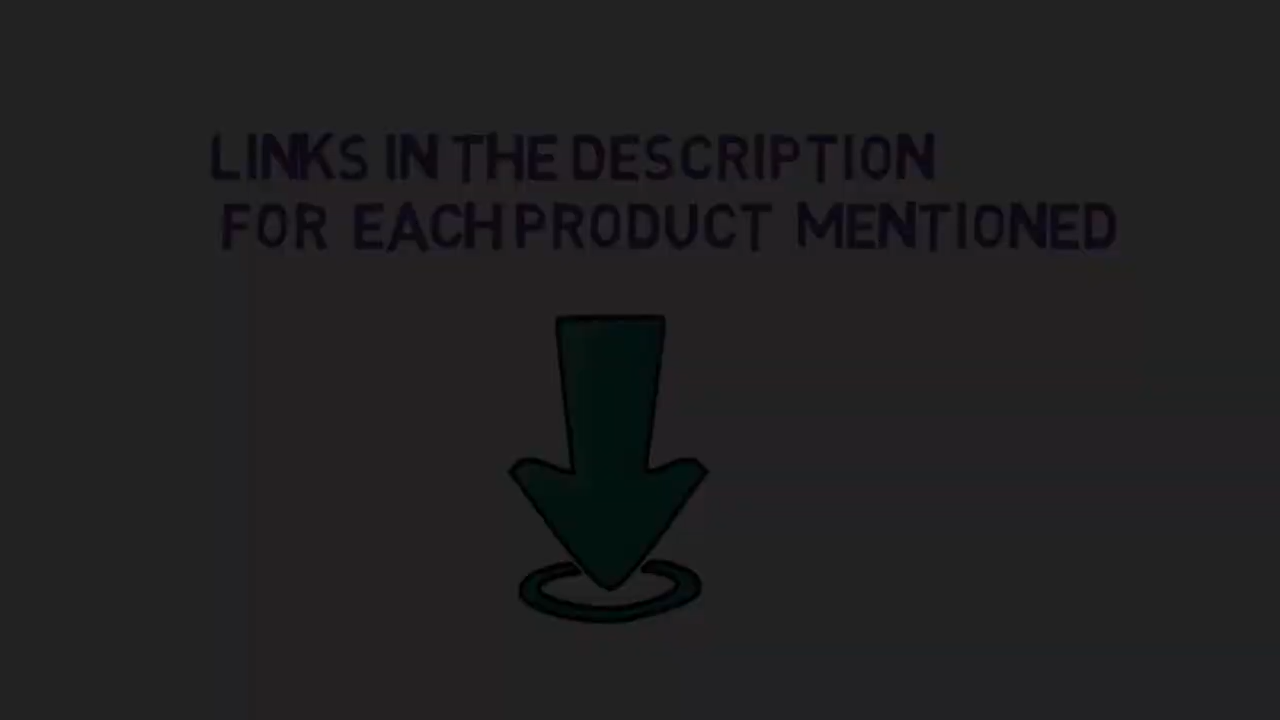 LINKS IN THE DESCRIPTION
FOR EACH PRODUCT MENTIONED